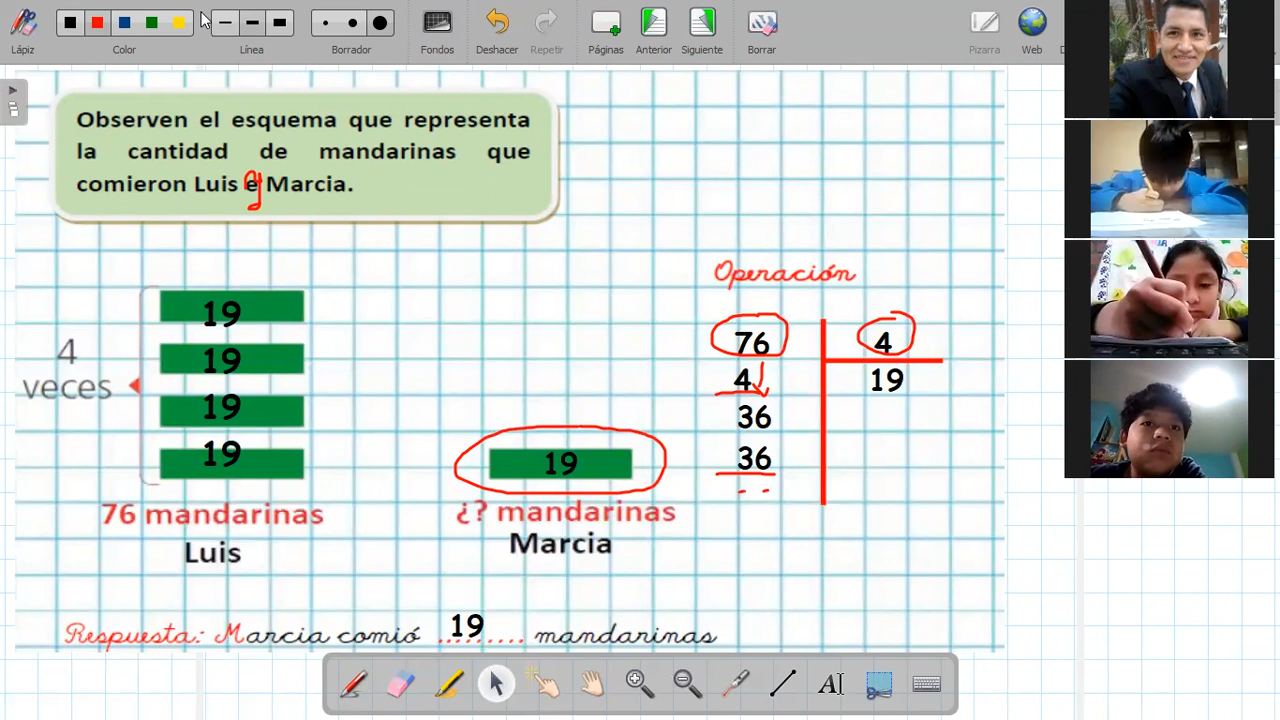 Lápiz
Color
Línea
Borrador
Fondos
Deshacer
Repetir
Páginas
Anterior
Siguiente
Borrar
Pizarra
Web
Observen el esquema que representa
la cantidad de mandarinas que
comieron Luis y Marcia.
4
veces
19
19
19
19
76 mandarinas
Luis
19
¿? mandarinas
Marcia
Operación
76 4
4 19
36
36
Respuesta: Marcia comió 19 mandarinas
AI